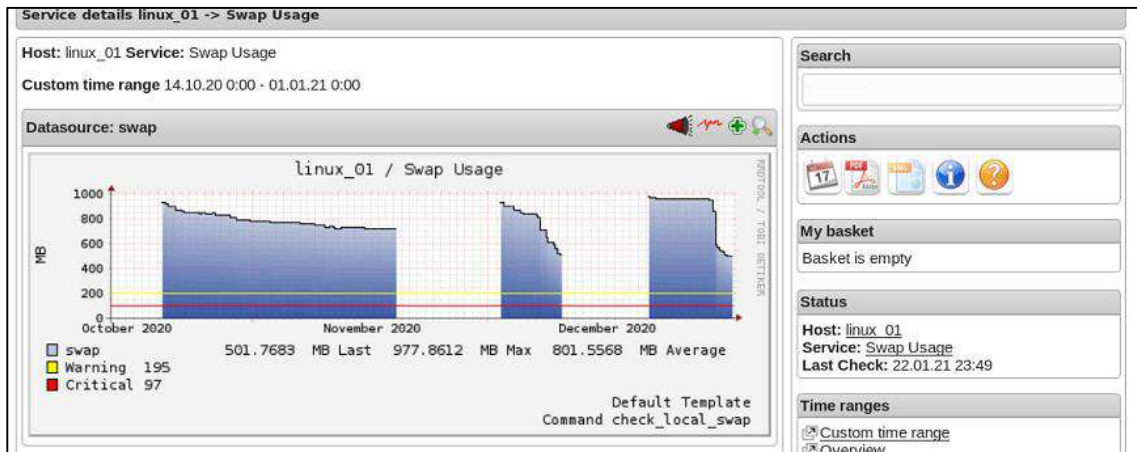 Service details linux_01 -> Swap Usage
Host: linux_01 Service: Swap Usage
Custom time range 14.10.20 0:00 - 01.01.21 0:00
Datasource: swap
linux_01 / Swap Usage
RRDTOOL / TOBI OETIKER
MB
1000
800
600
400
200
0
October 2020 November 2020 December 2020
swap 501.7683 MB Last 977.8612 MB Max 801.5568 MB Average
Warning 195
Critical 97
Default Template
Command check_local_swap
Search
Actions
17
PDF
My basket
Basket is empty
Status
Host: linux_01
Service: Swap Usage
Last Check: 22.01.21 23:49
Time ranges
Custom time range
Overview